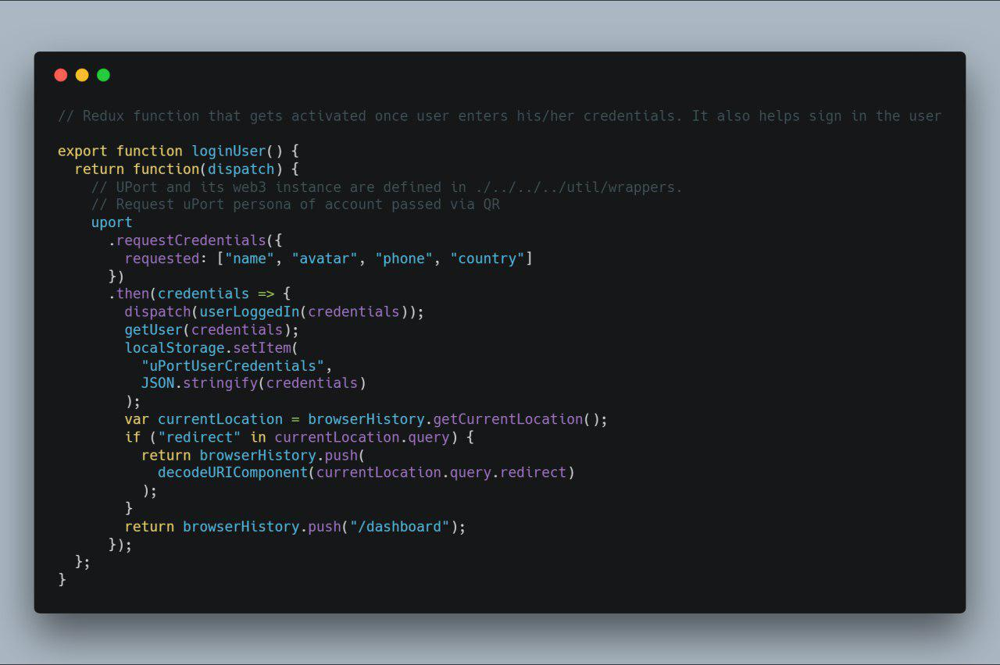 // Redux function that gets activated once user enters his/her credentials. It also helps sign in the user
export function loginUser() {
  return function(dispatch) {
    // UPort and its web3 instance are defined in ./../../../util/wrappers.
    // Request uPort persona of account passed via QR
    uport
      .requestCredentials({
        requested: ["name", "avatar", "phone", "country"]
      })
      .then(credentials => {
        dispatch(userLoggedIn(credentials));
        getUser(credentials);
        localStorage.setItem(
          "uPortUserCredentials",
          JSON.stringify(credentials)
        );
        var currentLocation = browserHistory.getCurrentLocation();
        if ("redirect" in currentLocation.query) {
          return browserHistory.push(
            decodeURIComponent(currentLocation.query.redirect)
          );
        }
        return browserHistory.push("/dashboard");
      });
  };
}